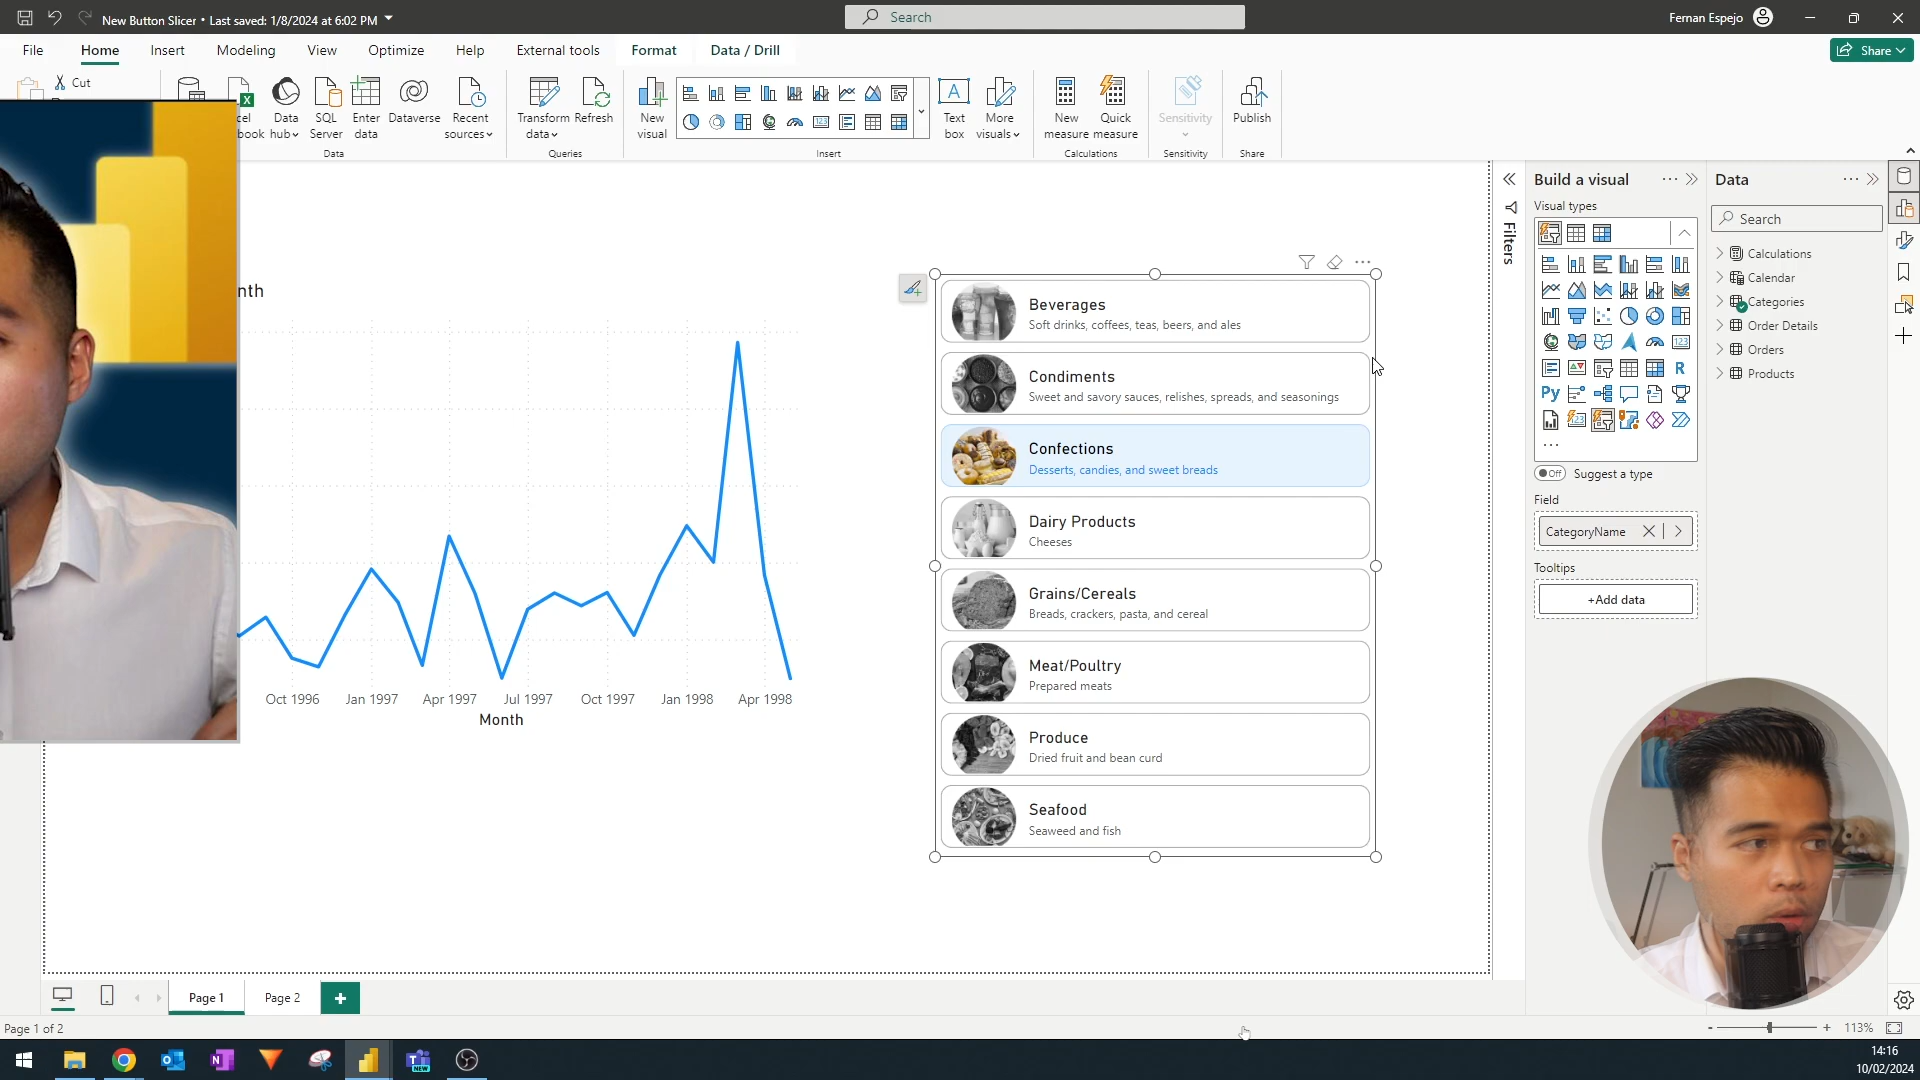 New Button Slicer • Last saved: 1/8/2024 at 6:02 PM
Search
Fernan Espejo
File
Home
Insert
Modeling
View
Optimize
Help
External tools
Format
Data / Drill
Share
Cut
Data
hub
SQL
Server
Enter
data
Dataverse
Recent
sources
Transform
data
Refresh
New
visual
Text
box
More
visuals
New
measure
Quick
measure
Sensitivity
Publish
Data
Queries
Insert
Calculations
Sensitivity
Share
nth
Oct 1996
Jan 1997
Apr 1997
Jul 1997
Oct 1997
Jan 1998
Apr 1998
Month
Beverages
Soft drinks, coffees, teas, beers, and ales
Condiments
Sweet and savory sauces, relishes, spreads, and seasonings
Confections
Desserts, candies, and sweet breads
Dairy Products
Cheeses
Grains/Cereals
Breads, crackers, pasta, and cereal
Meat/Poultry
Prepared meats
Produce
Dried fruit and bean curd
Seafood
Seaweed and fish
Filters
Build a visual
Visual types
R
Py
123
Off
Suggest a type
Field
CategoryName
Tooltips
+Add data
Data
Search
Calculations
Calendar
Categories
Order Details
Orders
Products
Page 1
Page 2
Page 1 of 2
113%
14:16
10/02/2024